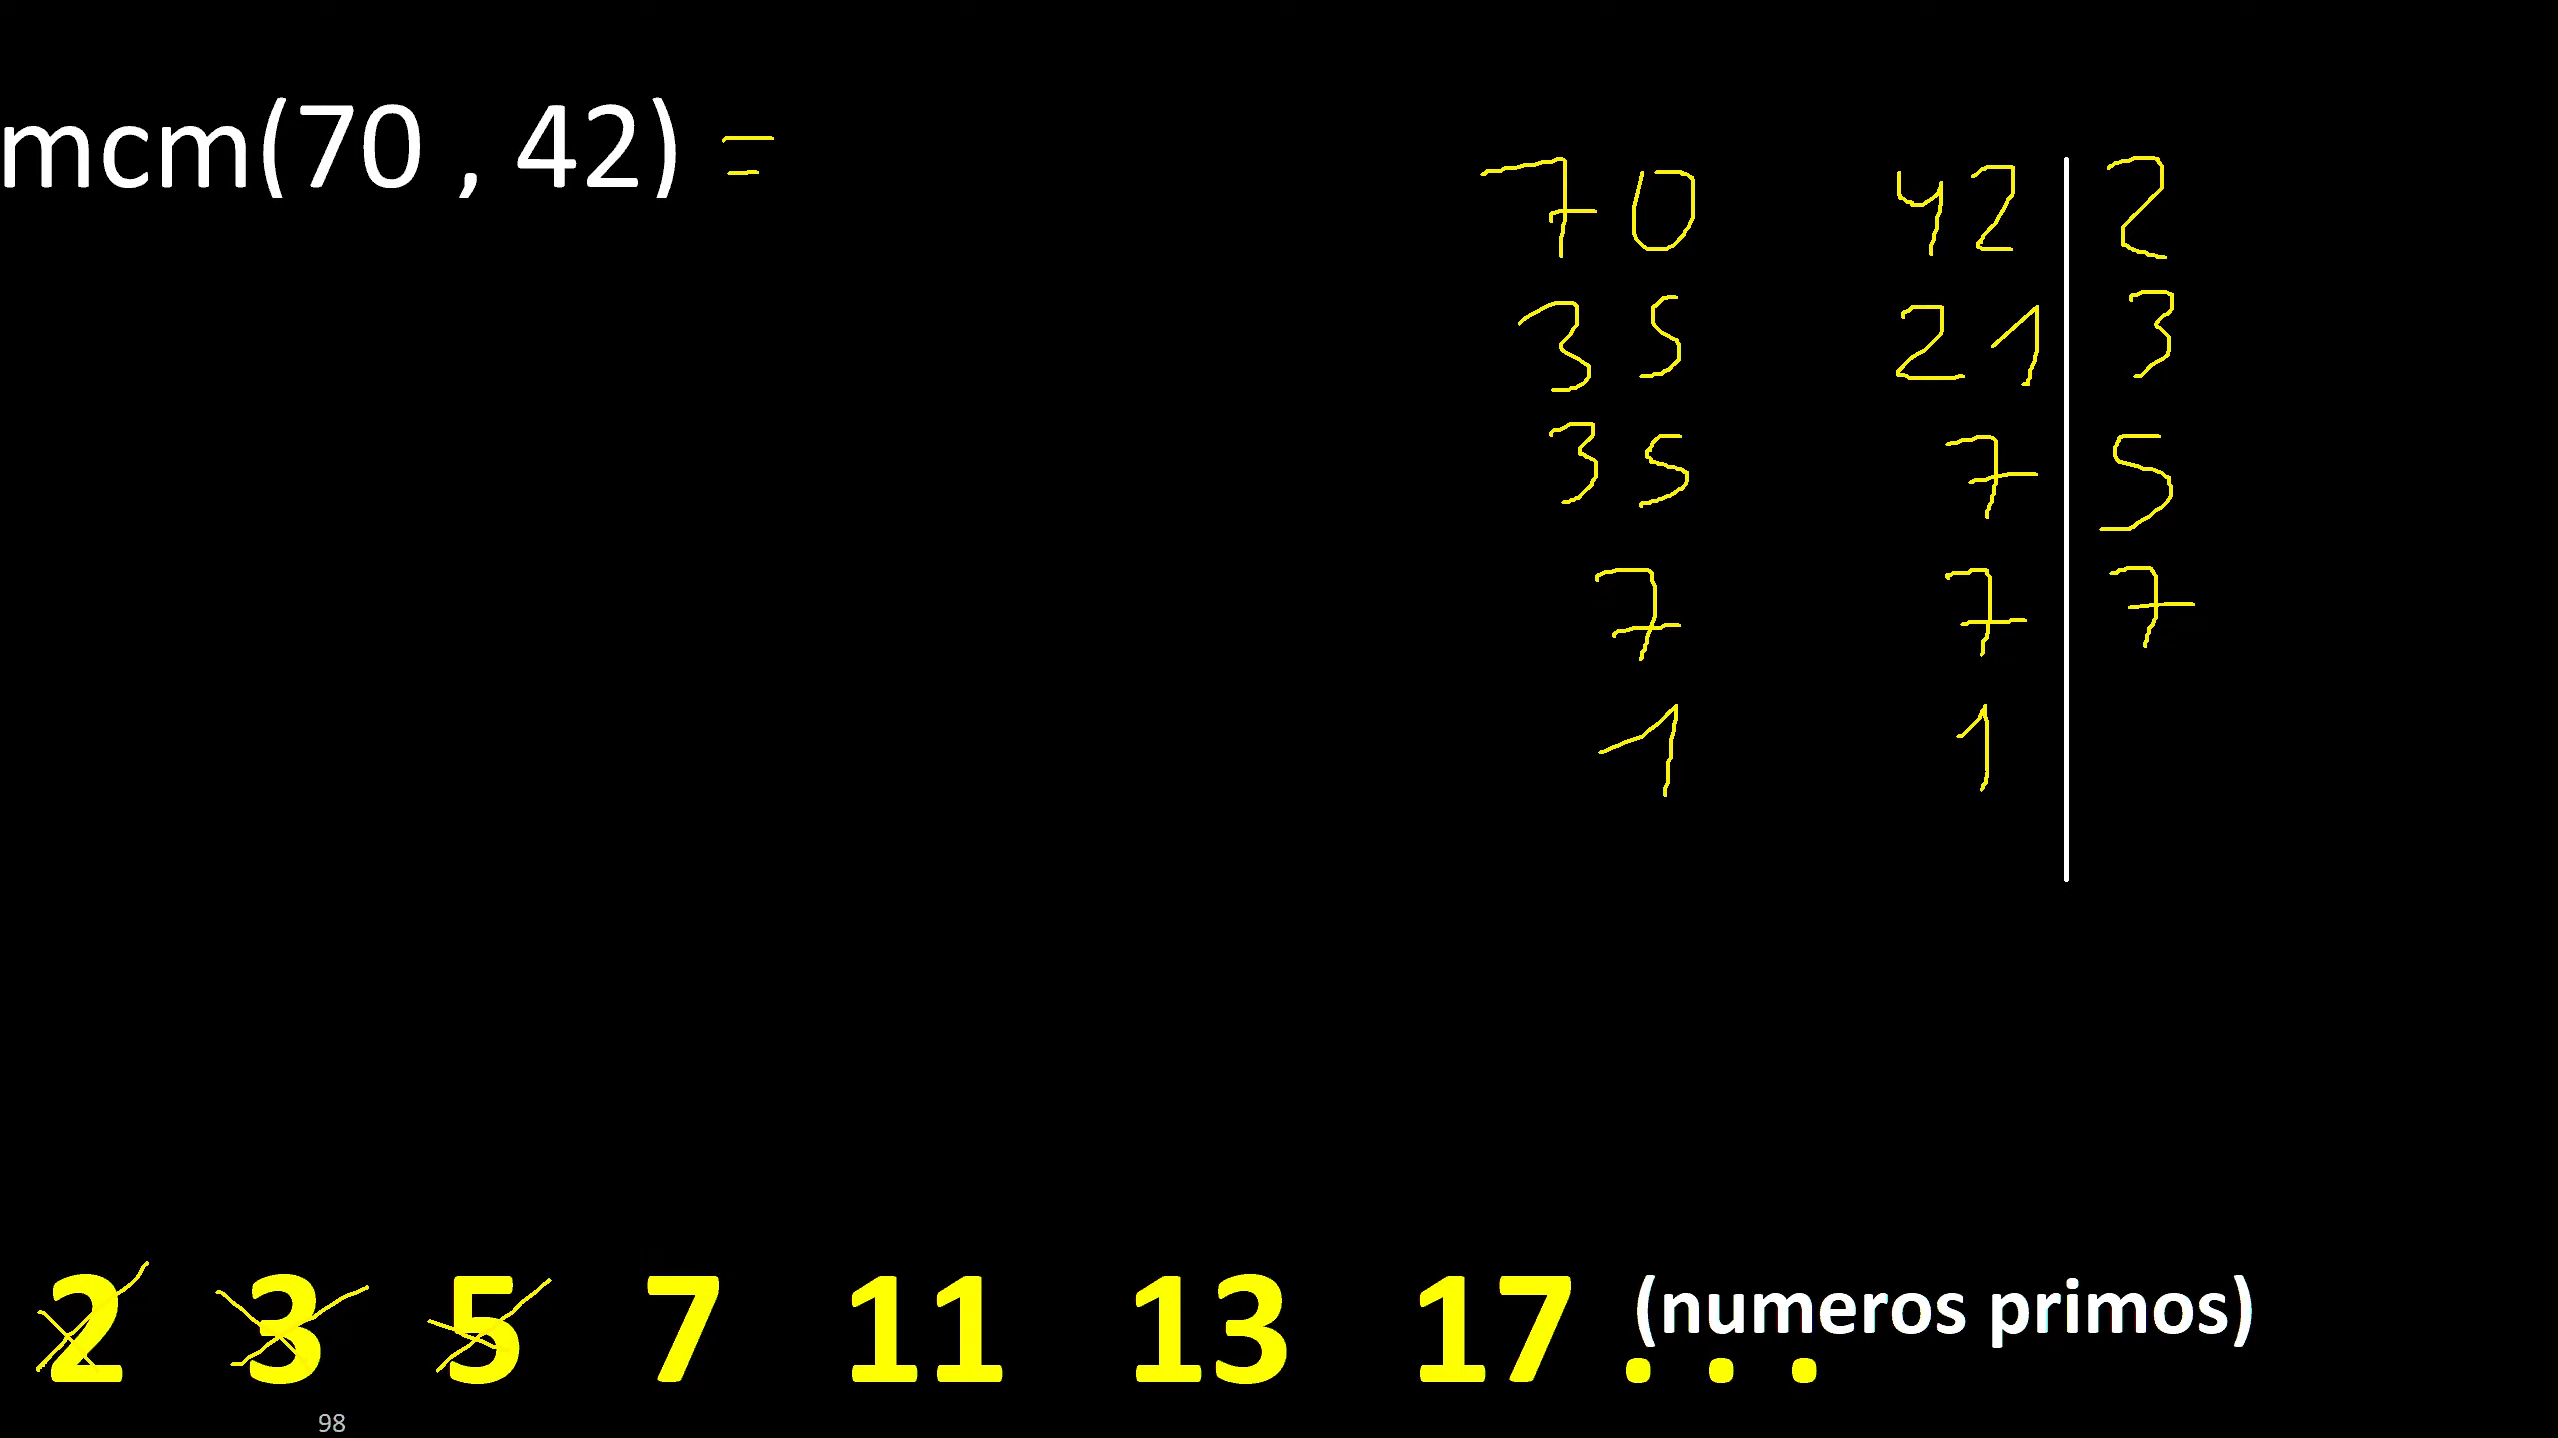 mcm(70 , 42) =
70 42 | 2
35 21 | 3
35 7 | 5
7 7 | 7
1 1 |
2 3 5 7 11 13 17 . . . (numeros primos)
98